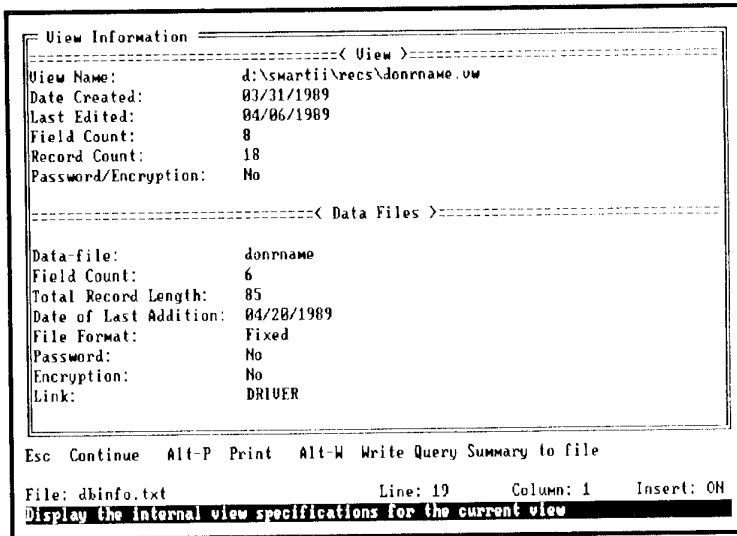 View Information
< View >
View Name: d:\smartii\recs\donrname.vw
Date Created: 03/31/1989
Last Edited: 04/06/1989
Field Count: 8
Record Count: 18
Password/Encryption: No
< Data Files >
Data-file: donrname
Field Count: 6
Total Record Length: 85
Date of Last Addition: 04/20/1989
File Format: Fixed
Password: No
Encryption: No
Link: DRIVER
Esc Continue Alt-P Print Alt-W Write Query Summary to file
File: dbinfo.txt Line: 19 Column: 1 Insert: ON
Display the internal view specifications for the current view